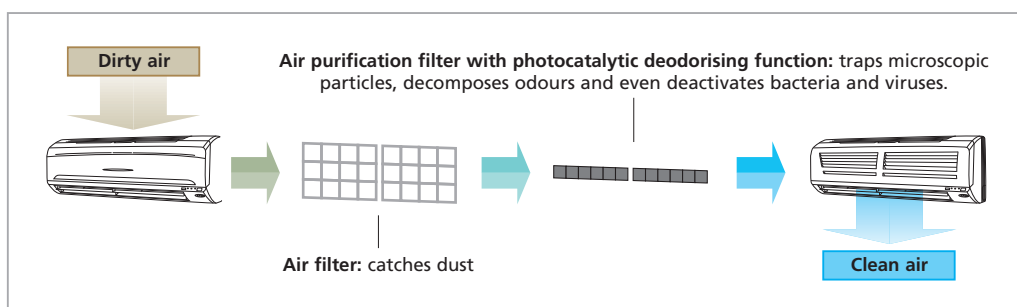 Dirty air
Air purification filter with photocatalytic deodorising function: traps microscopic
particles, decomposes odours and even deactivates bacteria and viruses.
Air filter: catches dust
Clean air